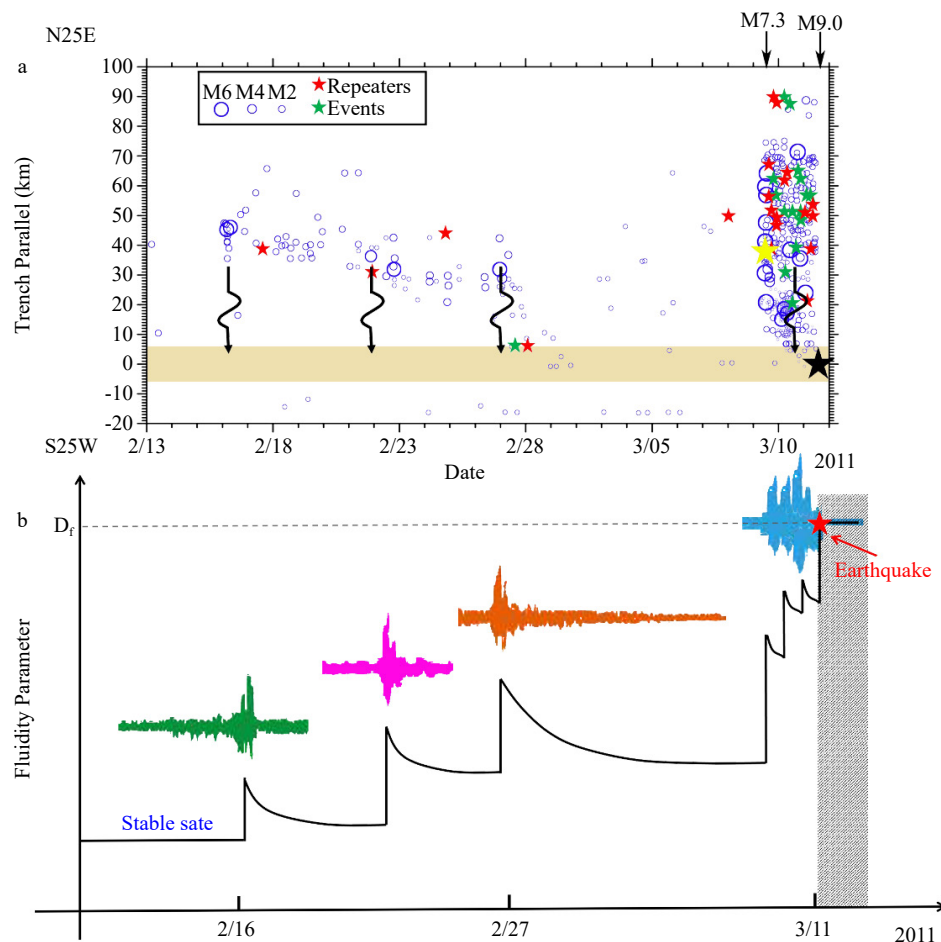 M7.3 M9.0
N25E
a
100
90
80
70
60
50
40
30
20
10
0
-10
-20
Trench Parallel (km)
M6 M4 M2
Repeaters
Events
S25W
2/13 2/18 2/23 2/28 3/05 3/10
Date
2011
b
D_f
Earthquake
Fluidity Parameter
Stable sate
2/16 2/27 3/11
2011